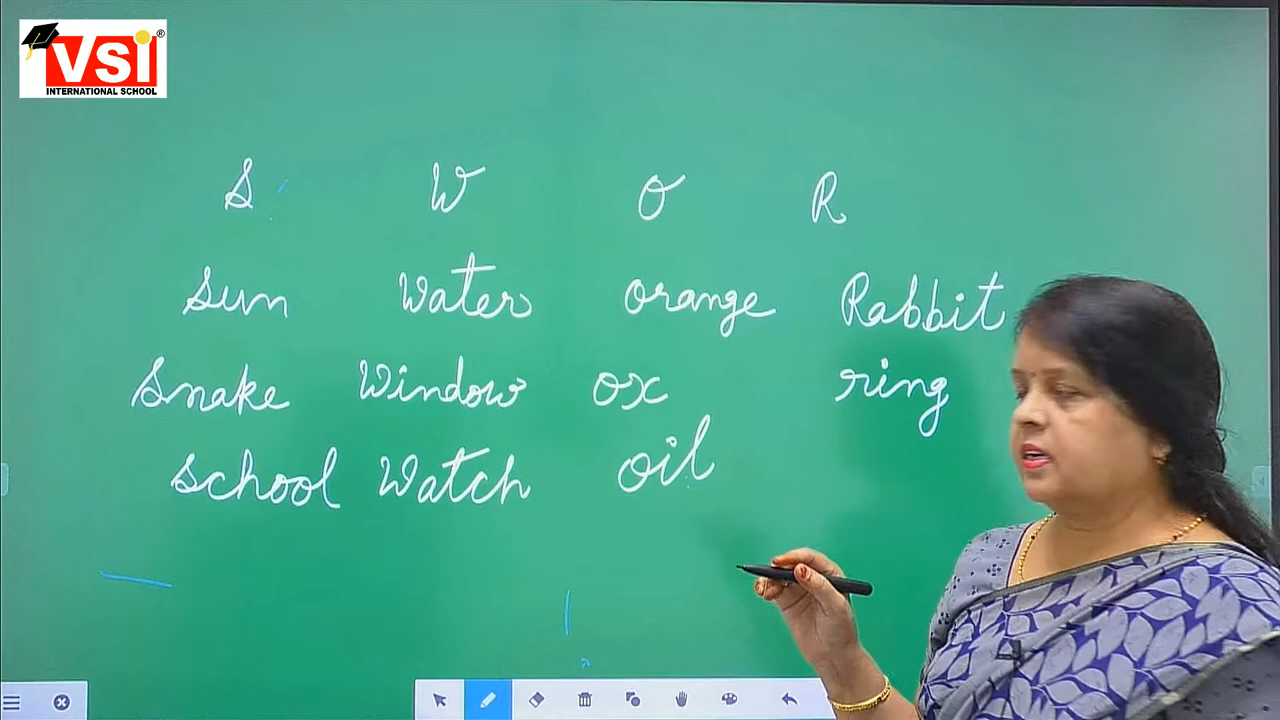 VSI®
INTERNATIONAL SCHOOL
S W O R
Sun Water orange Rabbit
Snake Window ox ring
School Watch oil